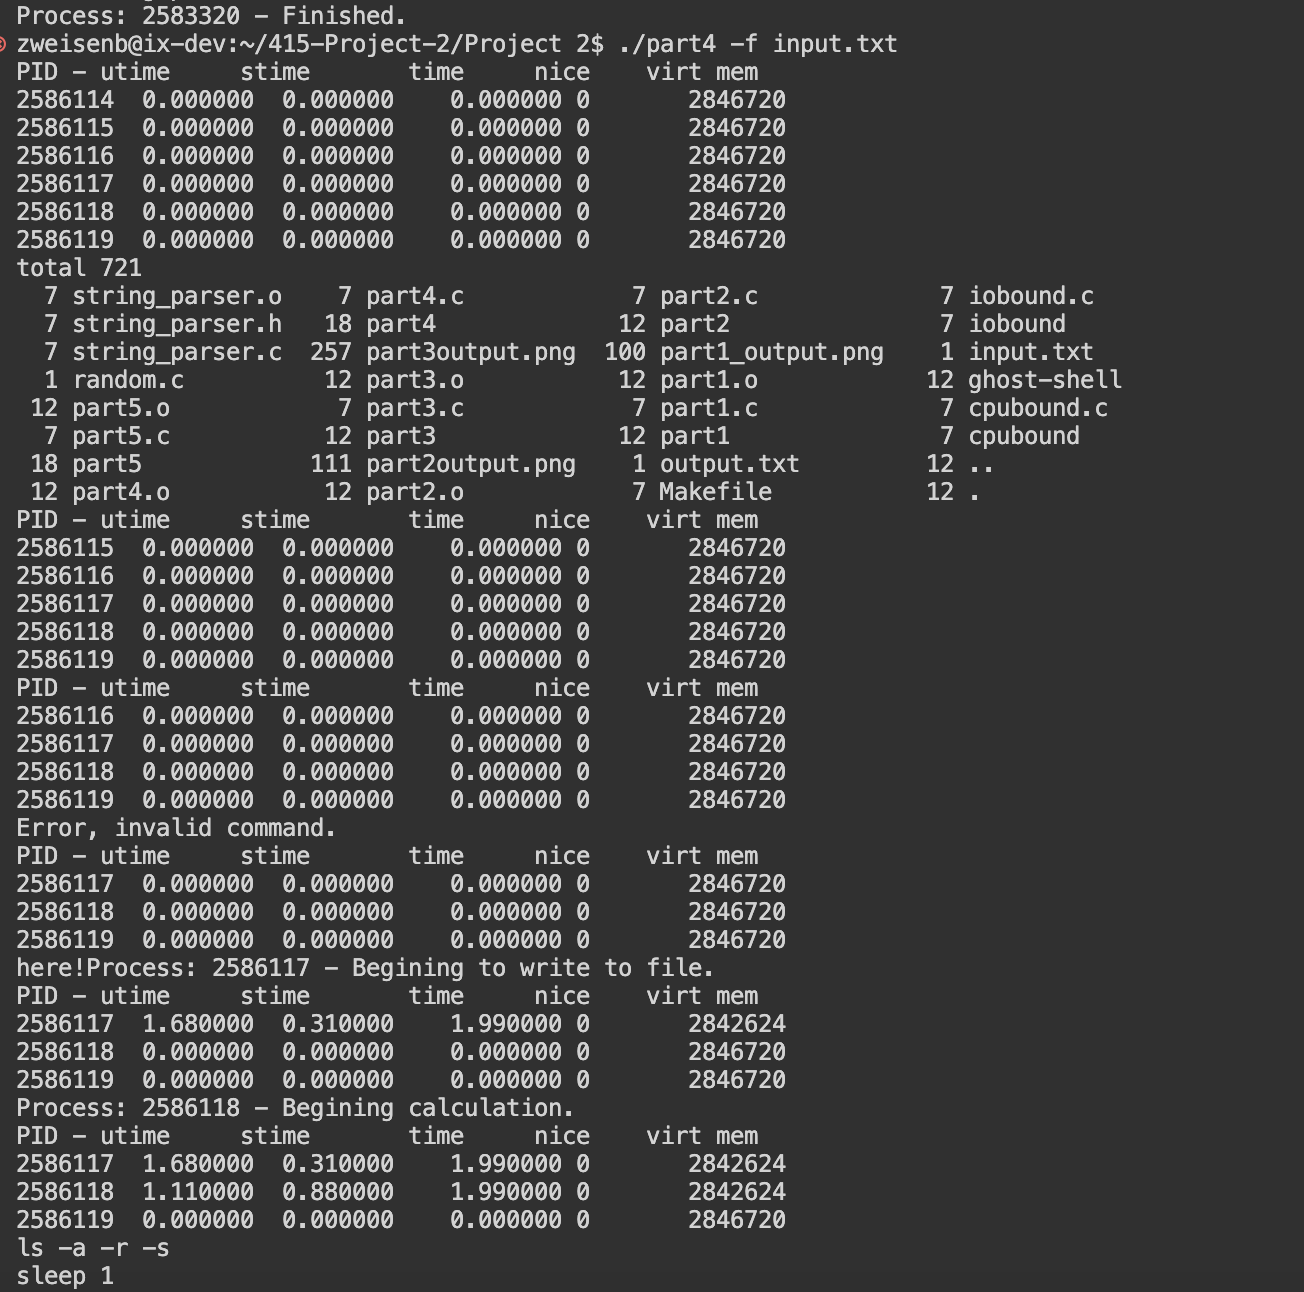 Process: 2583320 - Finished.
zweisenb@ix-dev:~/415-Project-2/Project 2$ ./part4 -f input.txt
PID - utime     stime       time     nice    virt mem
2586114  0.000000  0.000000    0.000000 0       2846720
2586115  0.000000  0.000000    0.000000 0       2846720
2586116  0.000000  0.000000    0.000000 0       2846720
2586117  0.000000  0.000000    0.000000 0       2846720
2586118  0.000000  0.000000    0.000000 0       2846720
2586119  0.000000  0.000000    0.000000 0       2846720
total 721
  7 string_parser.o    7 part4.c            7 part2.c             7 iobound.c
  7 string_parser.h   18 part4             12 part2               7 iobound
  7 string_parser.c  257 part3output.png  100 part1_output.png    1 input.txt
  1 random.c          12 part3.o           12 part1.o            12 ghost-shell
 12 part5.o            7 part3.c            7 part1.c             7 cpubound.c
  7 part5.c           12 part3             12 part1               7 cpubound
 18 part5            111 part2output.png    1 output.txt         12 ..
 12 part4.o           12 part2.o            7 Makefile           12 .
PID - utime     stime       time     nice    virt mem
2586115  0.000000  0.000000    0.000000 0       2846720
2586116  0.000000  0.000000    0.000000 0       2846720
2586117  0.000000  0.000000    0.000000 0       2846720
2586118  0.000000  0.000000    0.000000 0       2846720
2586119  0.000000  0.000000    0.000000 0       2846720
PID - utime     stime       time     nice    virt mem
2586116  0.000000  0.000000    0.000000 0       2846720
2586117  0.000000  0.000000    0.000000 0       2846720
2586118  0.000000  0.000000    0.000000 0       2846720
2586119  0.000000  0.000000    0.000000 0       2846720
Error, invalid command.
PID - utime     stime       time     nice    virt mem
2586117  0.000000  0.000000    0.000000 0       2846720
2586118  0.000000  0.000000    0.000000 0       2846720
2586119  0.000000  0.000000    0.000000 0       2846720
here!Process: 2586117 - Begining to write to file.
PID - utime     stime       time     nice    virt mem
2586117  1.680000  0.310000    1.990000 0       2842624
2586118  0.000000  0.000000    0.000000 0       2846720
2586119  0.000000  0.000000    0.000000 0       2846720
Process: 2586118 - Begining calculation.
PID - utime     stime       time     nice    virt mem
2586117  1.680000  0.310000    1.990000 0       2842624
2586118  1.110000  0.880000    1.990000 0       2842624
2586119  0.000000  0.000000    0.000000 0       2846720
ls -a -r -s
sleep 1